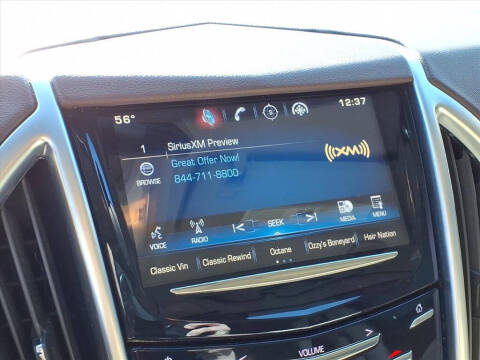 56° 12:37
1 SiriusXM Preview
Great Offer Now!
844-711-8800
((XM))
BROWSE
VOICE RADIO SEEK MEDIA MENU
Classic Vin Classic Rewind Octane Ozzy's Boneyard Hair Nation
VOLUME